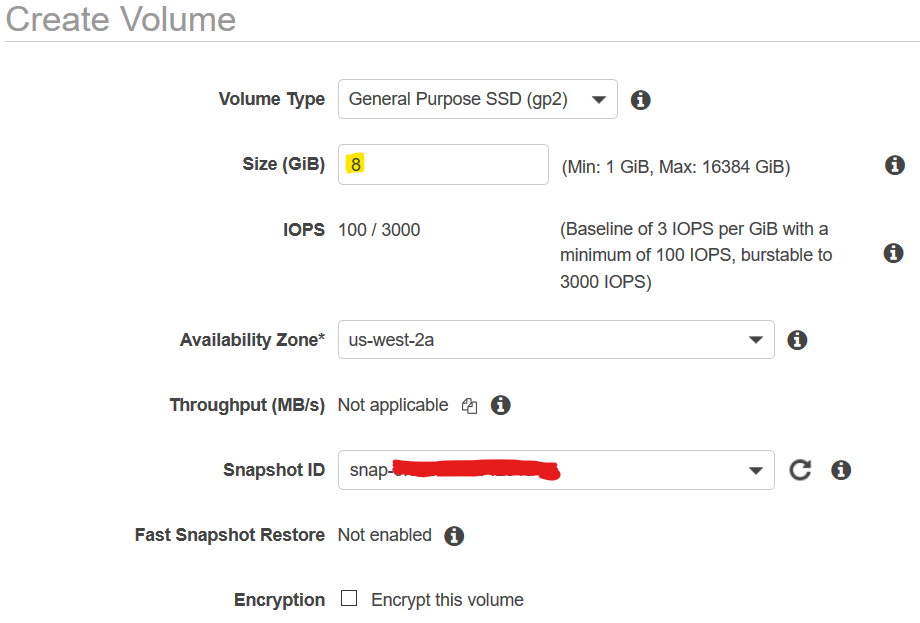 Create Volume
Volume Type General Purpose SSD (gp2)
Size (GiB) 8 (Min: 1 GiB, Max: 16384 GiB)
IOPS 100 / 3000 (Baseline of 3 IOPS per GiB with a
minimum of 100 IOPS, burstable to
3000 IOPS)
Availability Zone* us-west-2a
Throughput (MB/s) Not applicable
Snapshot ID snap-
Fast Snapshot Restore Not enabled
Encryption Encrypt this volume